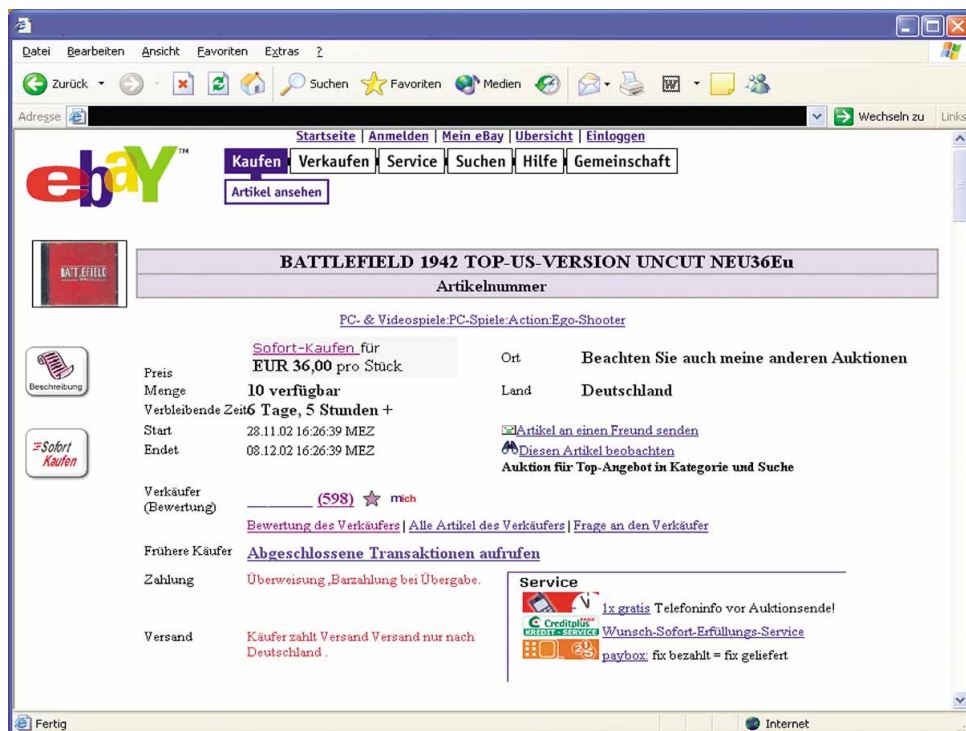 Datei Bearbeiten Ansicht Favoriten Extras ?
Zurück Suchen Favoriten Medien W
Adresse Wechseln zu Links
Startseite | Anmelden | Mein eBay | Übersicht | Einloggen
ebaY™
Kaufen Verkaufen Service Suchen Hilfe Gemeinschaft
Artikel ansehen
BATTLEFIELD
BATTLEFIELD 1942 TOP-US-VERSION UNCUT NEU36Eu
Artikelnummer
PC- & Videospiele:PC-Spiele:Action:Ego-Shooter
Beschreibung
Sofort Kaufen
Preis Sofort-Kaufen für
EUR 36,00 pro Stück
Menge 10 verfügbar
Verbleibende Zeit 6 Tage, 5 Stunden +
Start 28.11.02 16:26:39 MEZ
Endet 08.12.02 16:26:39 MEZ
Ort Beachten Sie auch meine anderen Auktionen
Land Deutschland
Artikel an einen Freund senden
Diesen Artikel beobachten
Auktion für Top-Angebot in Kategorie und Suche
Verkäufer (598) mich
(Bewertung)
Bewertung des Verkäufers | Alle Artikel des Verkäufers | Frage an den Verkäufer
Frühere Käufer Abgeschlossene Transaktionen aufrufen
Zahlung Überweisung ,Barzahlung bei Übergabe.
Versand Käufer zahlt Versand Versand nur nach
Deutschland .
Service
1x gratis Telefoninfo vor Auktionsende!
Creditplus BANK
KREDIT - SERVICE Wunsch-Sofort-Erfüllungs-Service
paybox: fix bezahlt = fix geliefert
Fertig Internet